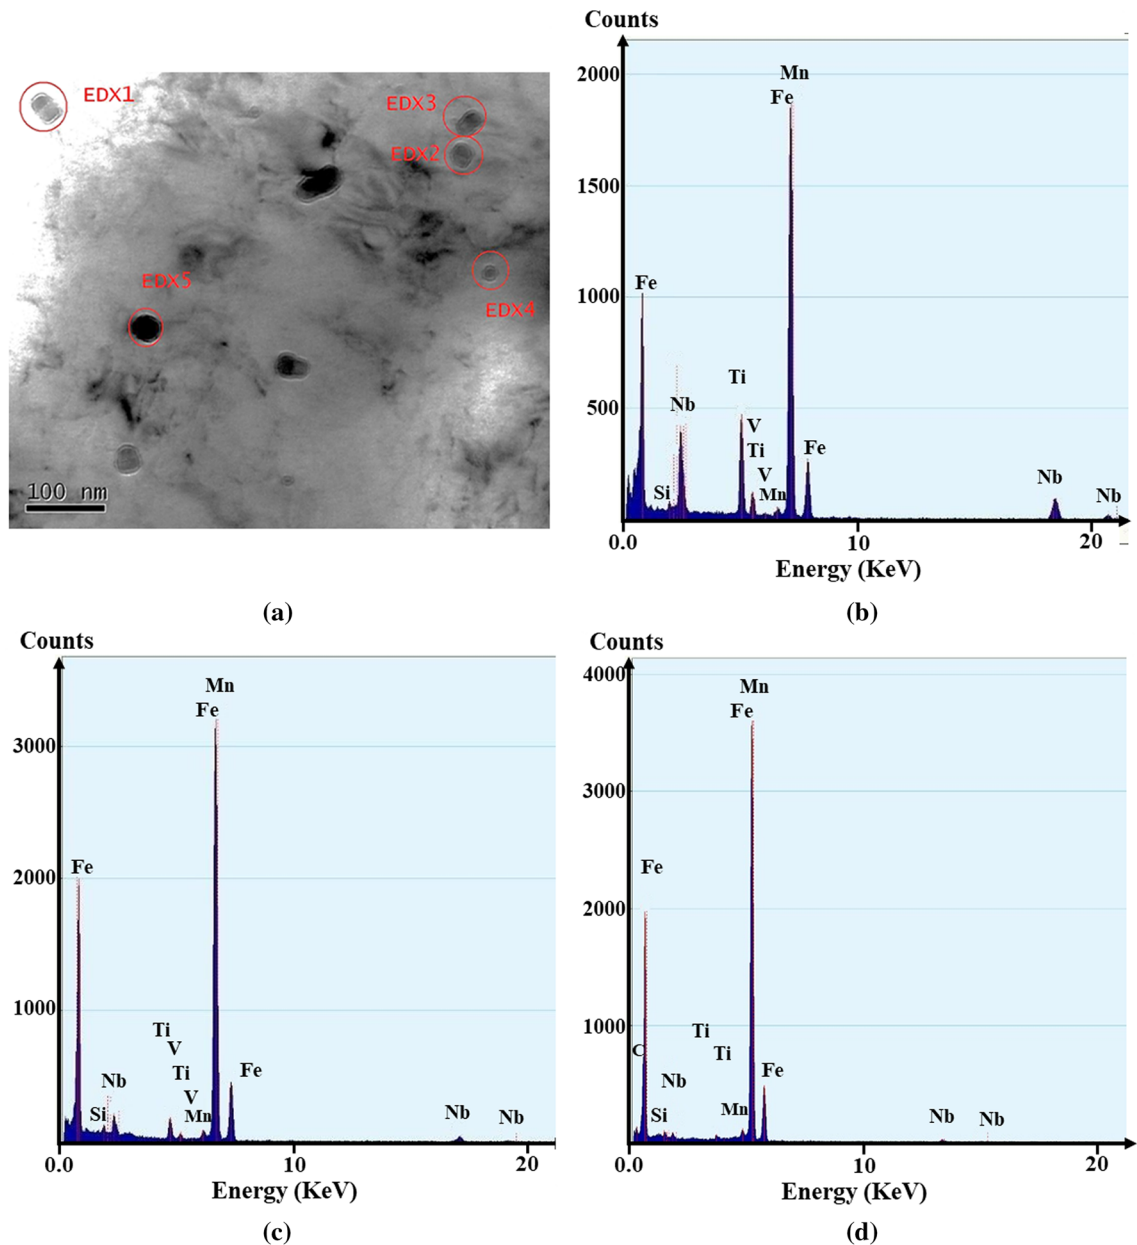 EDX1
EDX3
EDX2
EDX5
EDX4
100 nm
(a)
Counts
2000
1500
1000
500
Mn
Fe
Fe
Ti
Nb
V
Ti
Fe
V
Si
Mn
Nb
Nb
0.0
10
20
Energy (KeV)
(b)
Counts
3000
2000
1000
Mn
Fe
Fe
Ti
V
Ti
Fe
Nb
V
Si
Mn
Nb
Nb
0.0
10
20
Energy (KeV)
(c)
Counts
4000
3000
2000
1000
Mn
Fe
Fe
Ti
C
Ti
Fe
Nb
Si
Mn
Nb
Nb
0.0
10
20
Energy (KeV)
(d)